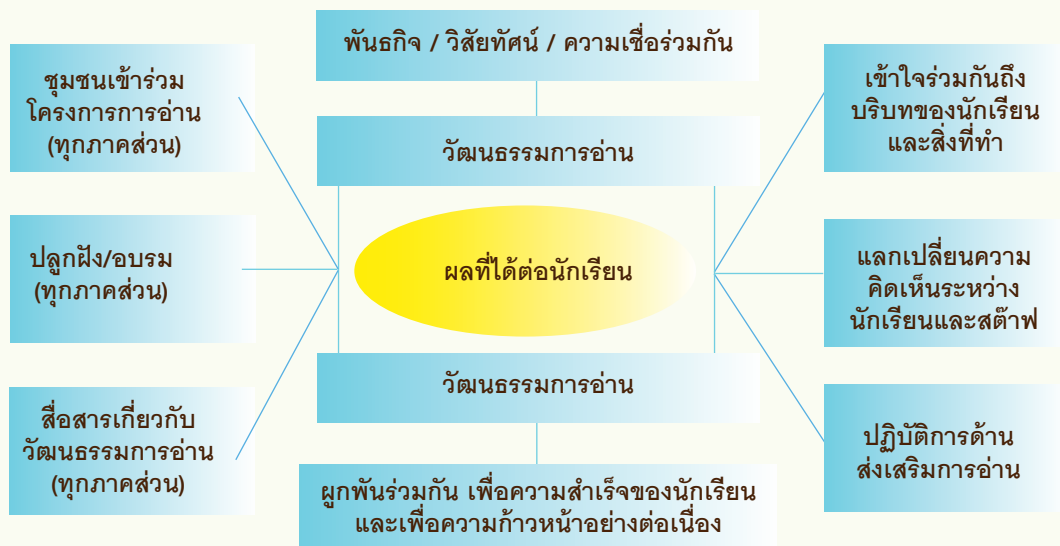 พันธกิจ / วิสัยทัศน์ / ความเชื่อร่วมกัน
ชุมชนเข้าร่วม
โครงการการอ่าน
(ทุกภาคส่วน)
เข้าใจร่วมกันถึง
บริบทของนักเรียน
และสิ่งที่ทำ
วัฒนธรรมการอ่าน
ปลูกฝัง/อบรม
(ทุกภาคส่วน)
ผลที่ได้ต่อนักเรียน
แลกเปลี่ยนความ
คิดเห็นระหว่าง
นักเรียนและสต๊าฟ
วัฒนธรรมการอ่าน
สื่อสารเกี่ยวกับ
วัฒนธรรมการอ่าน
(ทุกภาคส่วน)
ปฏิบัติการด้าน
ส่งเสริมการอ่าน
ผูกพันร่วมกัน เพื่อความสำเร็จของนักเรียน
และเพื่อความก้าวหน้าอย่างต่อเนื่อง